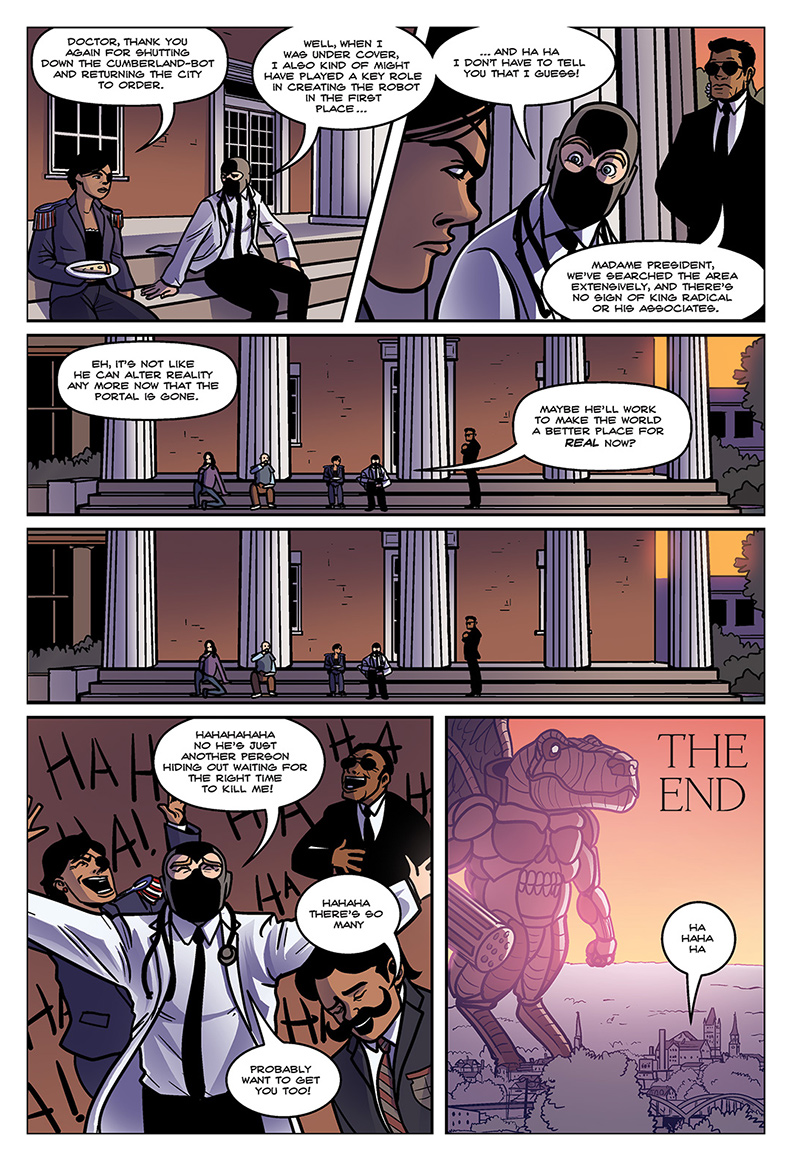 DOCTOR, THANK YOU
AGAIN FOR SHUTTING
DOWN THE CUMBERLAND-BOT
AND RETURNING THE CITY
TO ORDER.
WELL, WHEN I
WAS UNDER COVER,
I ALSO KIND OF MIGHT
HAVE PLAYED A KEY ROLE
IN CREATING THE ROBOT
IN THE FIRST
PLACE...
... AND HA HA
I DON'T HAVE TO TELL
YOU THAT I GUESS!
MADAME PRESIDENT,
WE'VE SEARCHED THE AREA
EXTENSIVELY, AND THERE'S
NO SIGN OF KING RADICAL
OR HIS ASSOCIATES.
EH, IT'S NOT LIKE
HE CAN ALTER REALITY
ANY MORE NOW THAT THE
PORTAL IS GONE.
MAYBE HE'LL WORK
TO MAKE THE WORLD
A BETTER PLACE FOR
REAL NOW?
HAHAHAHAHA
NO HE'S JUST
ANOTHER PERSON
HIDING OUT WAITING FOR
THE RIGHT TIME
TO KILL ME!
HA HA
HA
HA!
HA
HAHAHA
THERE'S SO
MANY
HA
HA!
PROBABLY
WANT TO GET
YOU TOO!
THE
END
HA
HAHA
HA